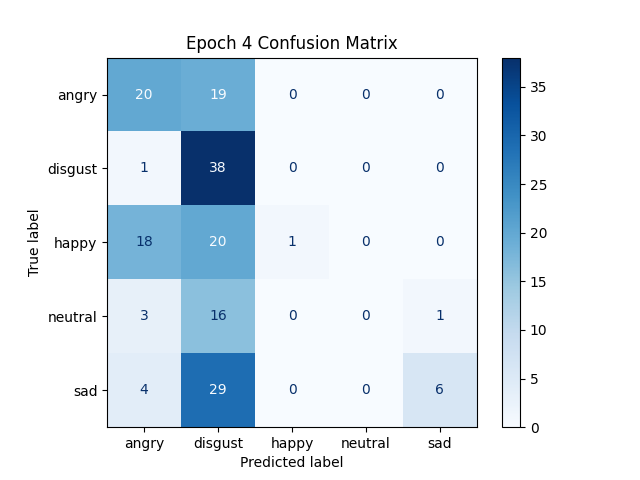 Epoch 4 Confusion Matrix
True label
angry 20 19 0 0 0
disgust 1 38 0 0 0
happy 18 20 1 0 0
neutral 3 16 0 0 1
sad 4 29 0 0 6
angry disgust happy neutral sad
Predicted label
35
30
25
20
15
10
5
0